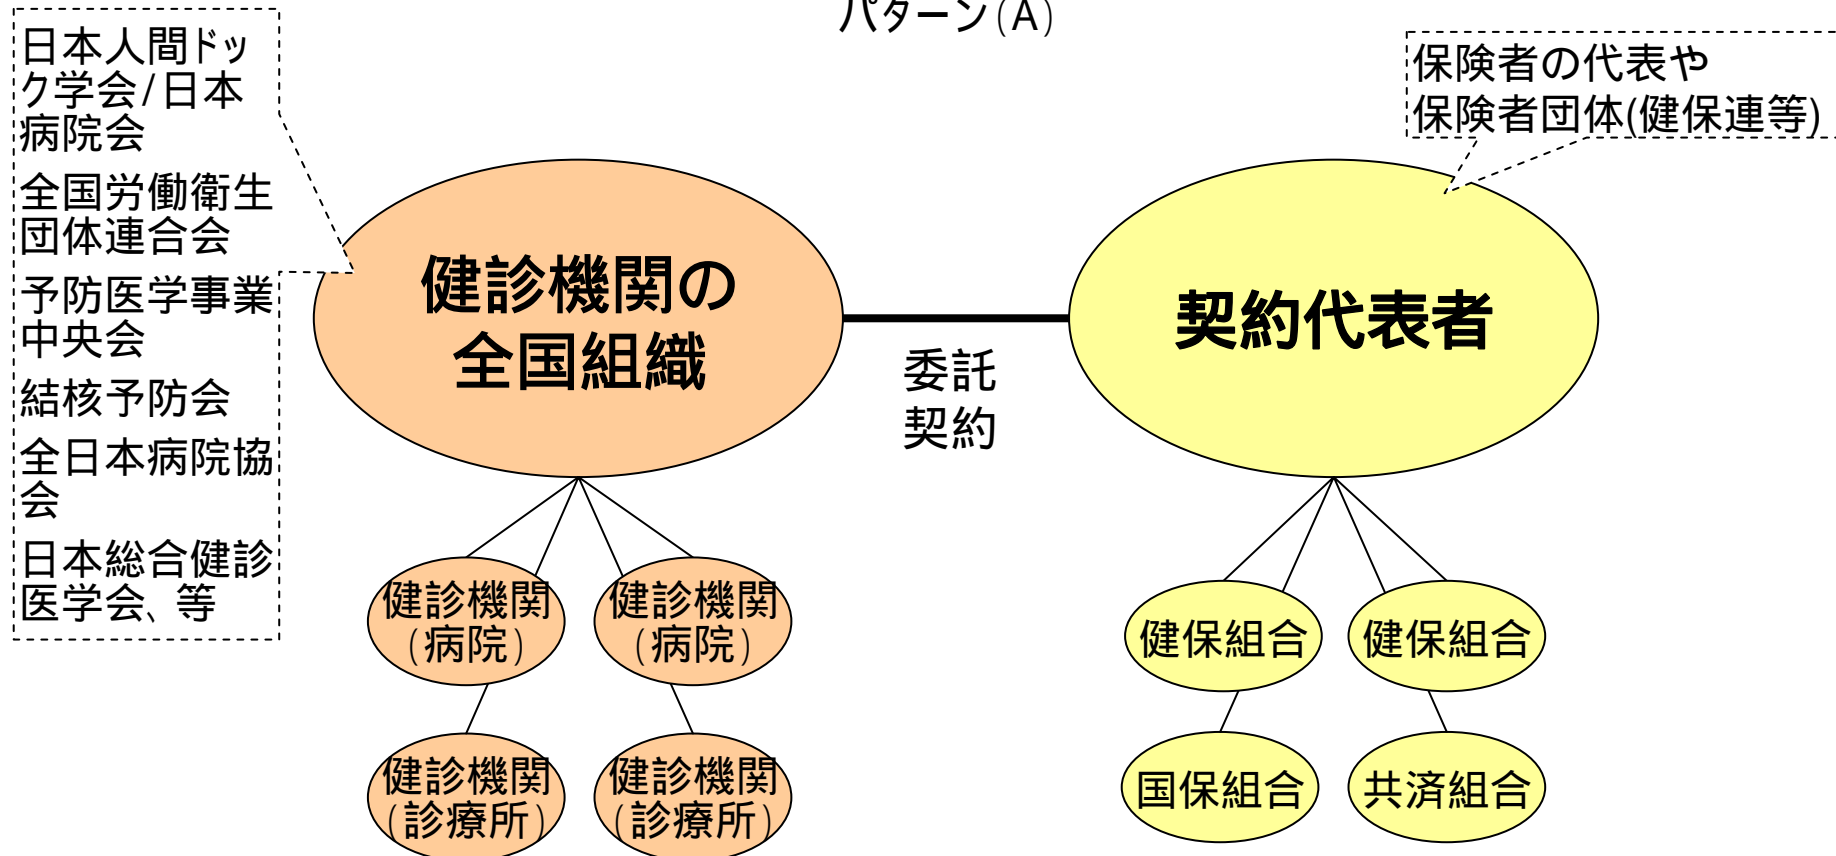 パターン(A)
日本人間ドッ
ク学会/日本
病院会
全国労働衛生
団体連合会
予防医学事業
中央会
結核予防会
全日本病院協
会
日本総合健診
医学会、等
保険者の代表や
保険者団体(健保連等)
健診機関の
全国組織
委託
契約
契約代表者
健診機関
(病院)
健診機関
(病院)
健診機関
(診療所)
健診機関
(診療所)
健保組合
健保組合
国保組合
共済組合